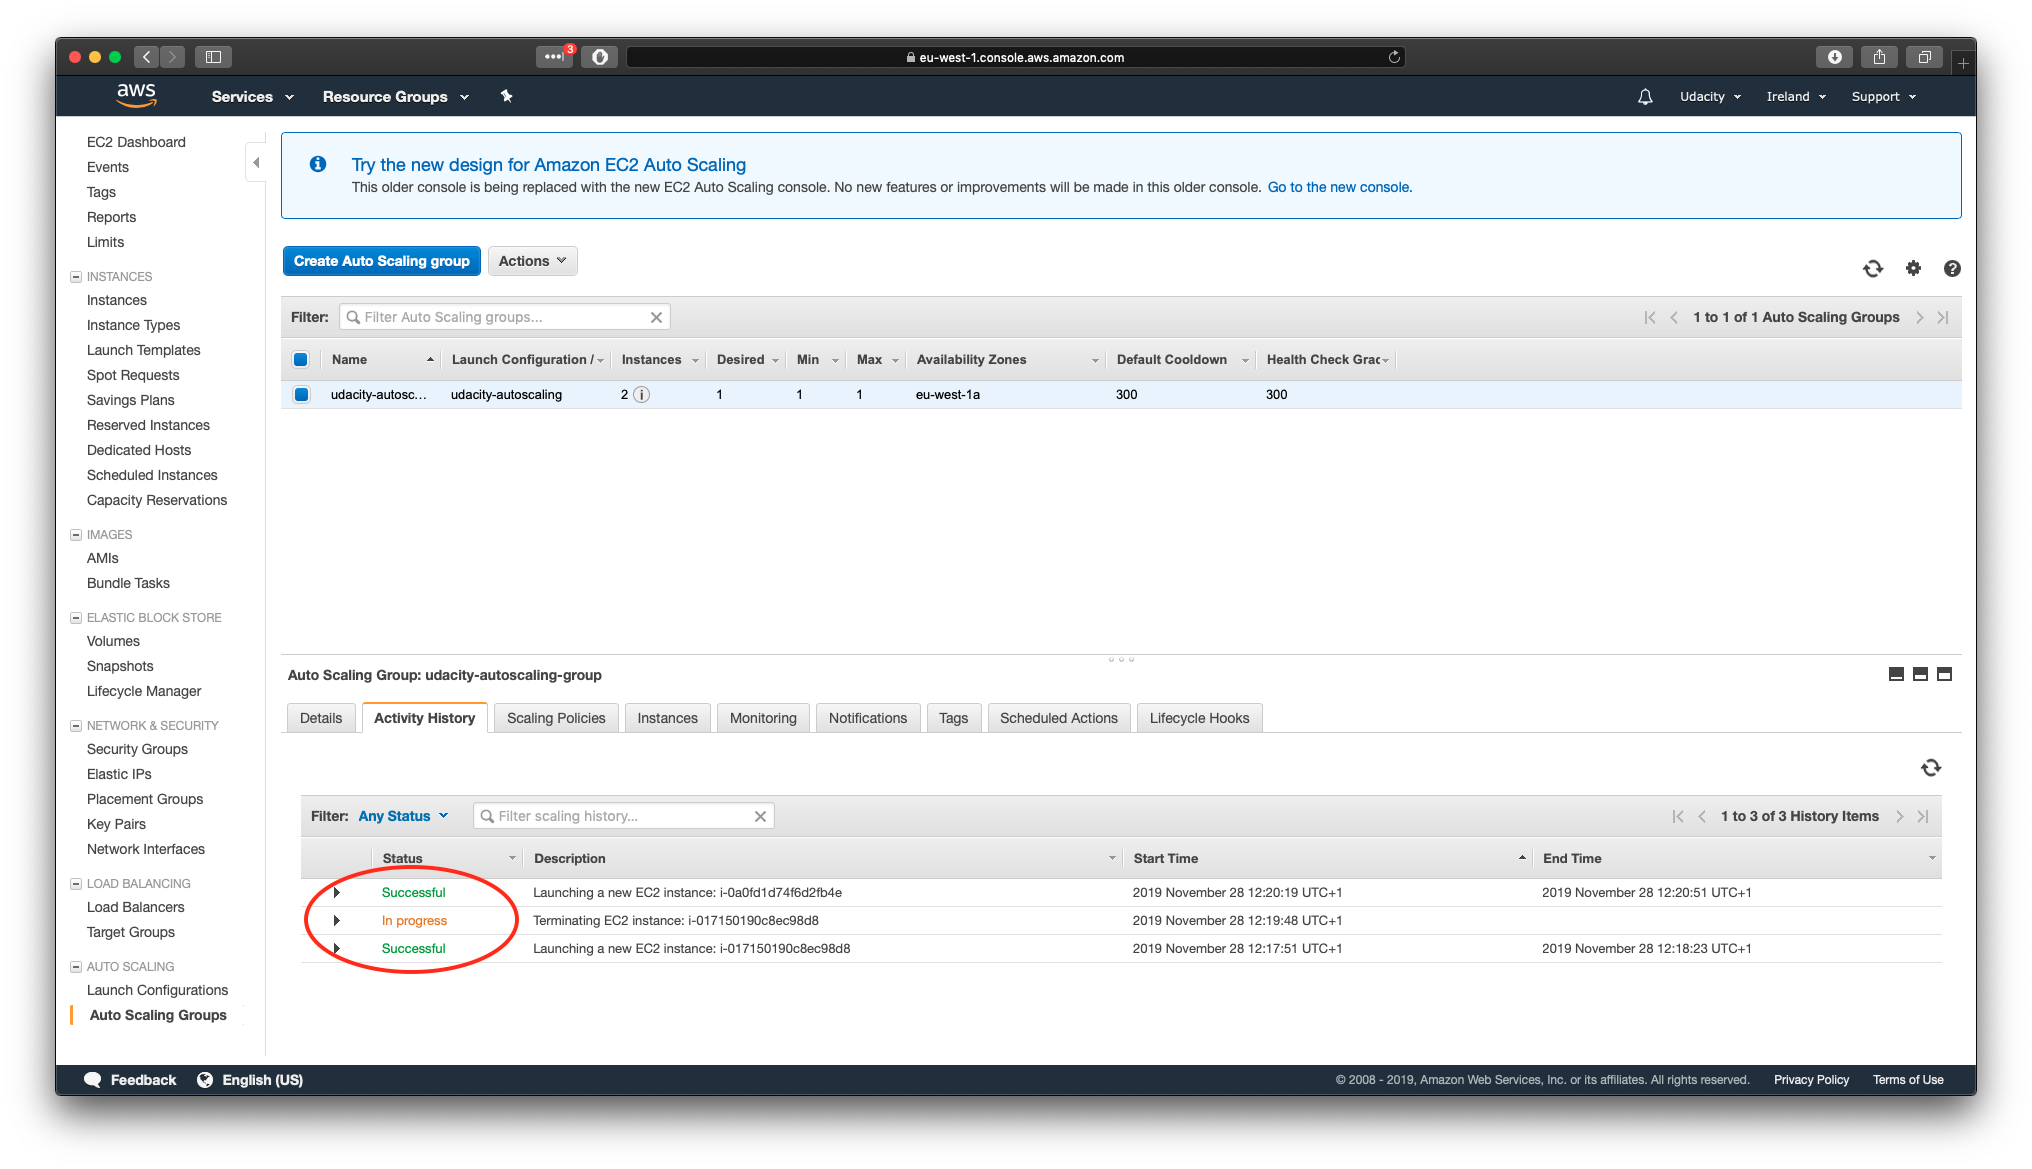 3
eu-west-1.console.aws.amazon.com
aws Services Resource Groups Udacity Ireland Support
EC2 Dashboard
Events
Tags
Reports
Limits
INSTANCES
Instances
Instance Types
Launch Templates
Spot Requests
Savings Plans
Reserved Instances
Dedicated Hosts
Scheduled Instances
Capacity Reservations
IMAGES
AMIs
Bundle Tasks
ELASTIC BLOCK STORE
Volumes
Snapshots
Lifecycle Manager
NETWORK & SECURITY
Security Groups
Elastic IPs
Placement Groups
Key Pairs
Network Interfaces
LOAD BALANCING
Load Balancers
Target Groups
AUTO SCALING
Launch Configurations
Auto Scaling Groups
Try the new design for Amazon EC2 Auto Scaling
This older console is being replaced with the new EC2 Auto Scaling console. No new features or improvements will be made in this older console. Go to the new console.
Create Auto Scaling group Actions
Filter: Filter Auto Scaling groups... 1 to 1 of 1 Auto Scaling Groups
Name Launch Configuration / Instances Desired Min Max Availability Zones Default Cooldown Health Check Grac
udacity-autosc... udacity-autoscaling 2 1 1 1 eu-west-1a 300 300
Auto Scaling Group: udacity-autoscaling-group
Details Activity History Scaling Policies Instances Monitoring Notifications Tags Scheduled Actions Lifecycle Hooks
Filter: Any Status Filter scaling history... 1 to 3 of 3 History Items
Status Description Start Time End Time
Successful Launching a new EC2 instance: i-0a0fd1d74f6d2fb4e 2019 November 28 12:20:19 UTC+1 2019 November 28 12:20:51 UTC+1
In progress Terminating EC2 instance: i-017150190c8ec98d8 2019 November 28 12:19:48 UTC+1
Successful Launching a new EC2 instance: i-017150190c8ec98d8 2019 November 28 12:17:51 UTC+1 2019 November 28 12:18:23 UTC+1
Feedback English (US) © 2008 - 2019, Amazon Web Services, Inc. or its affiliates. All rights reserved. Privacy Policy Terms of Use